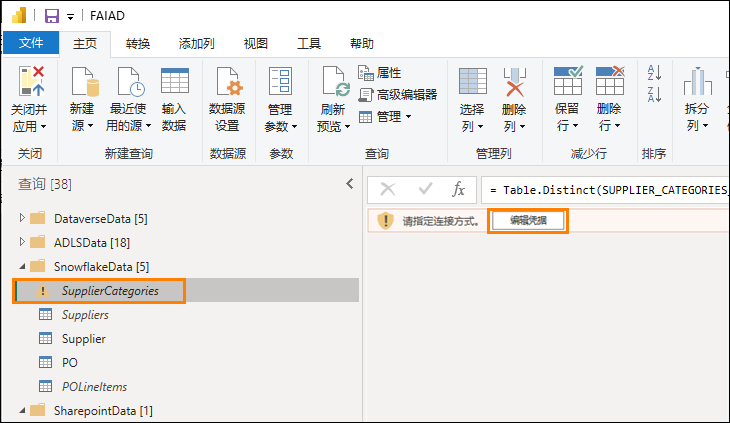 FAIAD
文件 主页 转换 添加列 视图 工具 帮助
关闭并应用 新建源 最近使用的源 输入数据 数据源设置 管理参数 刷新预览 属性 高级编辑器 管理 选择列 删除列 保留行 删除行 拆分列
关闭 新建查询 数据源 参数 查询 管理列 减少行 排序
查询 [38]
= Table.Distinct(SUPPLIER_CATEGORIES_
请指定连接方式。 编辑凭据
DataverseData [5]
ADLSData [18]
SnowflakeData [5]
SupplierCategories
Suppliers
Supplier
PO
POLineItems
SharepointData [1]